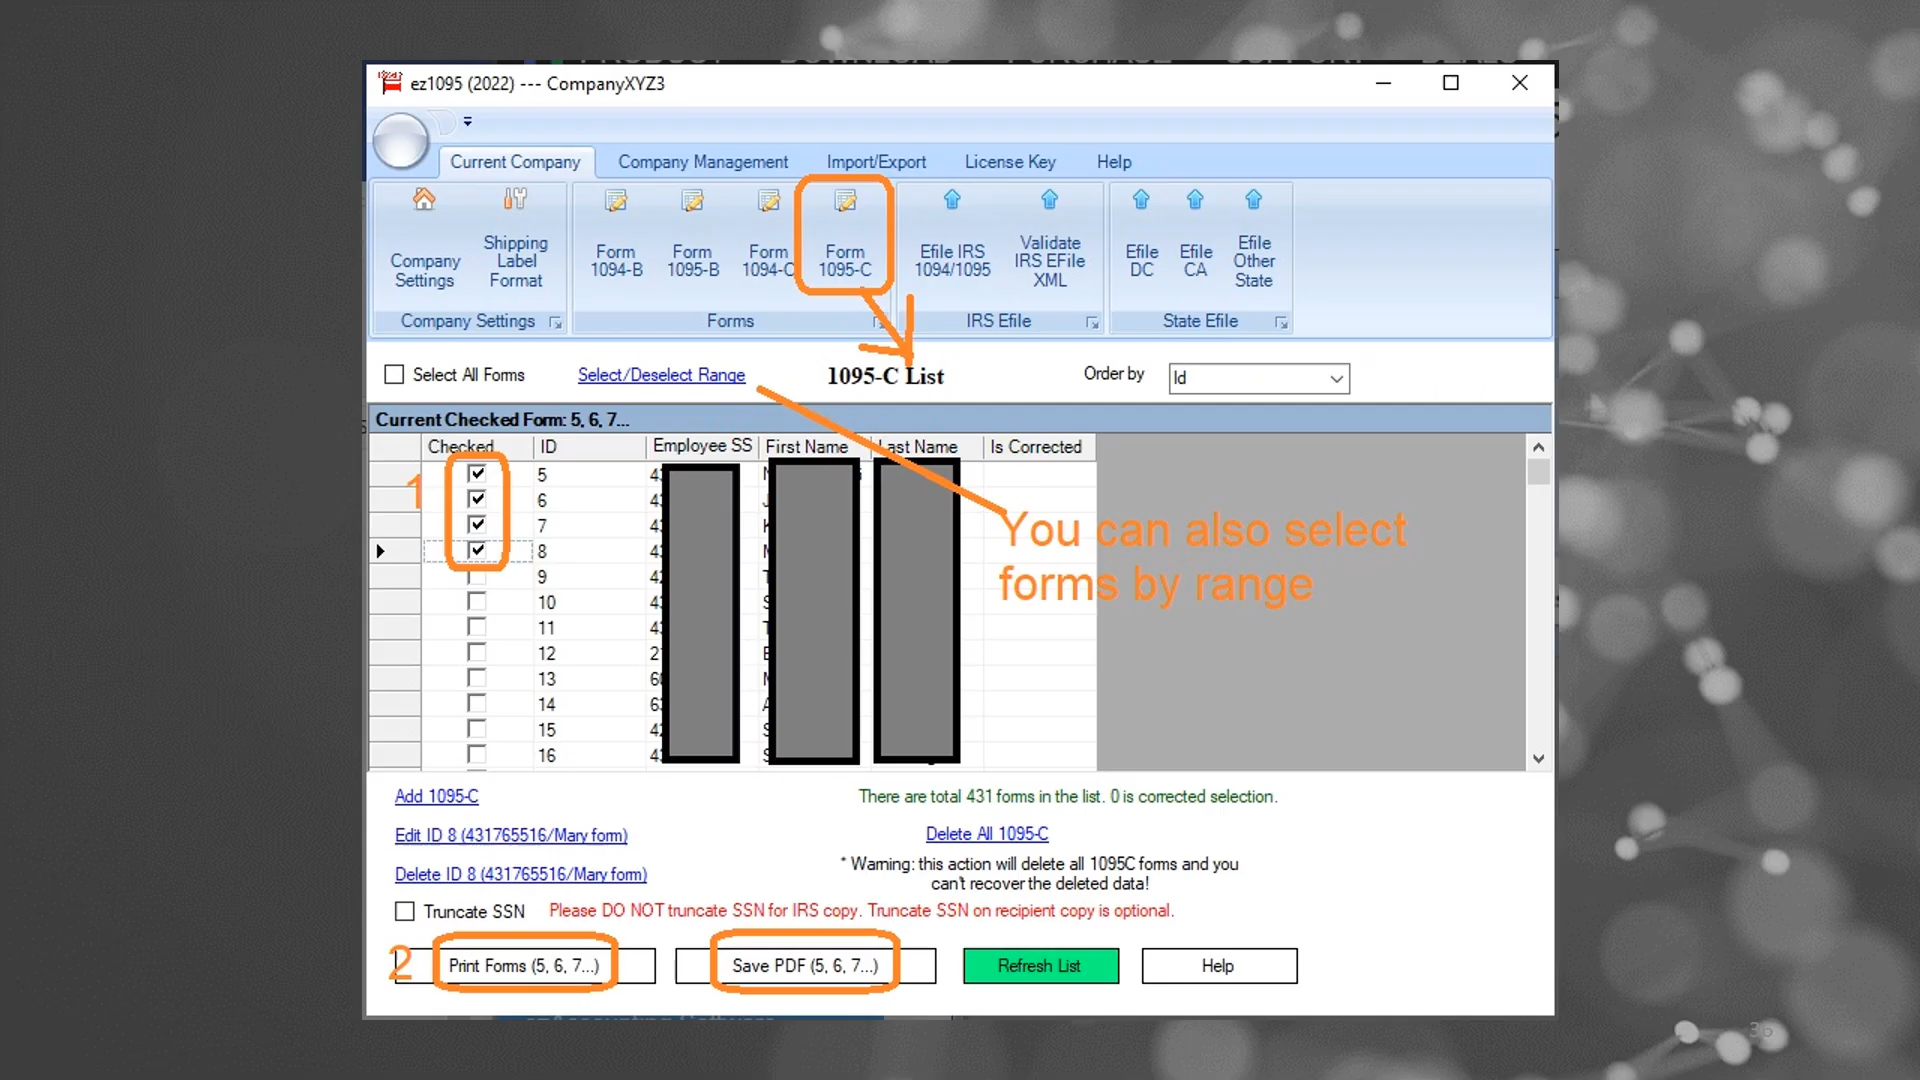 ez1095 (2022) --- CompanyXYZ3
Current Company Company Management Import/Export License Key Help
Company Settings
Shipping Label Format
Form 1094-B
Form 1095-B
Form 1094-C
Form 1095-C
Efile IRS 1094/1095
Validate IRS EFile XML
Efile DC
Efile CA
Efile Other State
Company Settings Forms IRS Efile State Efile
Select All Forms Select/Deselect Range 1095-C List Order by Id
Current Checked Form: 5, 6, 7...
Checked ID Employee SS First Name Last Name Is Corrected
1
5
6
7
8
9
10
11
12
13
14
15
16
You can also select
forms by range
Add 1095-C There are total 431 forms in the list. 0 is corrected selection.
Edit ID 8 (431765516/Mary form) Delete All 1095-C
* Warning: this action will delete all 1095C forms and you
can't recover the deleted data!
Delete ID 8 (431765516/Mary form)
Truncate SSN Please DO NOT truncate SSN for IRS copy. Truncate SSN on recipient copy is optional.
2 Print Forms (5, 6, 7...) Save PDF (5, 6, 7...) Refresh List Help
36